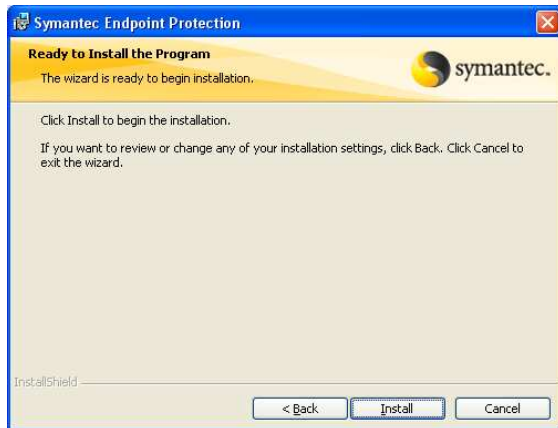 Symantec Endpoint Protection
Ready to Install the Program
The wizard is ready to begin installation.
symantec.
Click Install to begin the installation.
If you want to review or change any of your installation settings, click Back. Click Cancel to
exit the wizard.
InstallShield
< Back
Install
Cancel